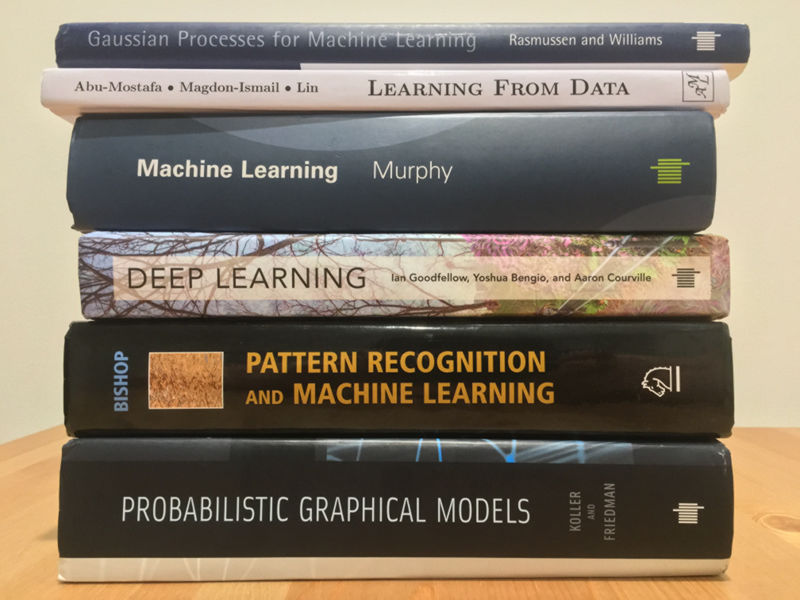 Gaussian Processes for Machine Learning Rasmussen and Williams
Abu-Mostafa • Magdon-Ismail • Lin LEARNING FROM DATA AML
Machine Learning Murphy
DEEP LEARNING Ian Goodfellow, Yoshua Bengio, and Aaron Courville
BISHOP
PATTERN RECOGNITION
AND MACHINE LEARNING
PROBABILISTIC GRAPHICAL MODELS
KOLLER
AND
FRIEDMAN